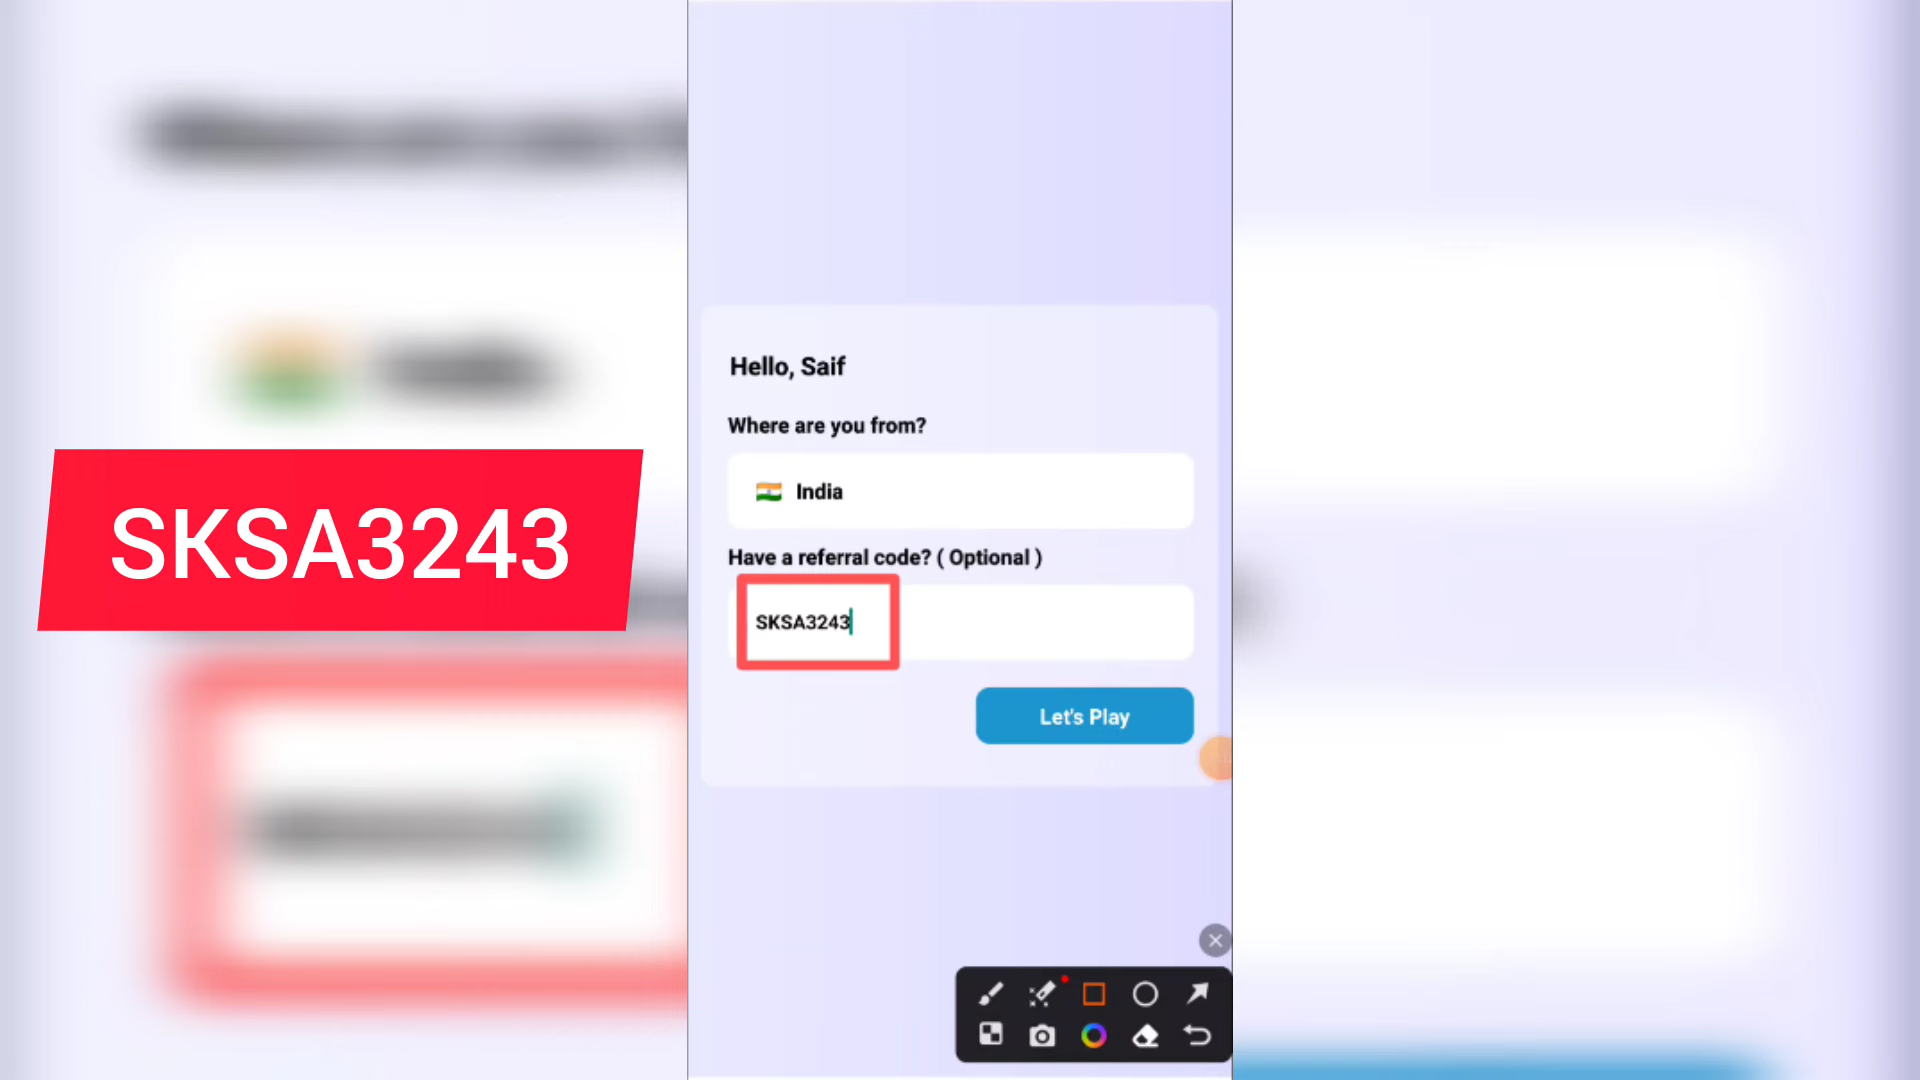 SKSA3243
Hello, Saif
Where are you from?
India
Have a referral code? ( Optional )
SKSA3243
Let's Play